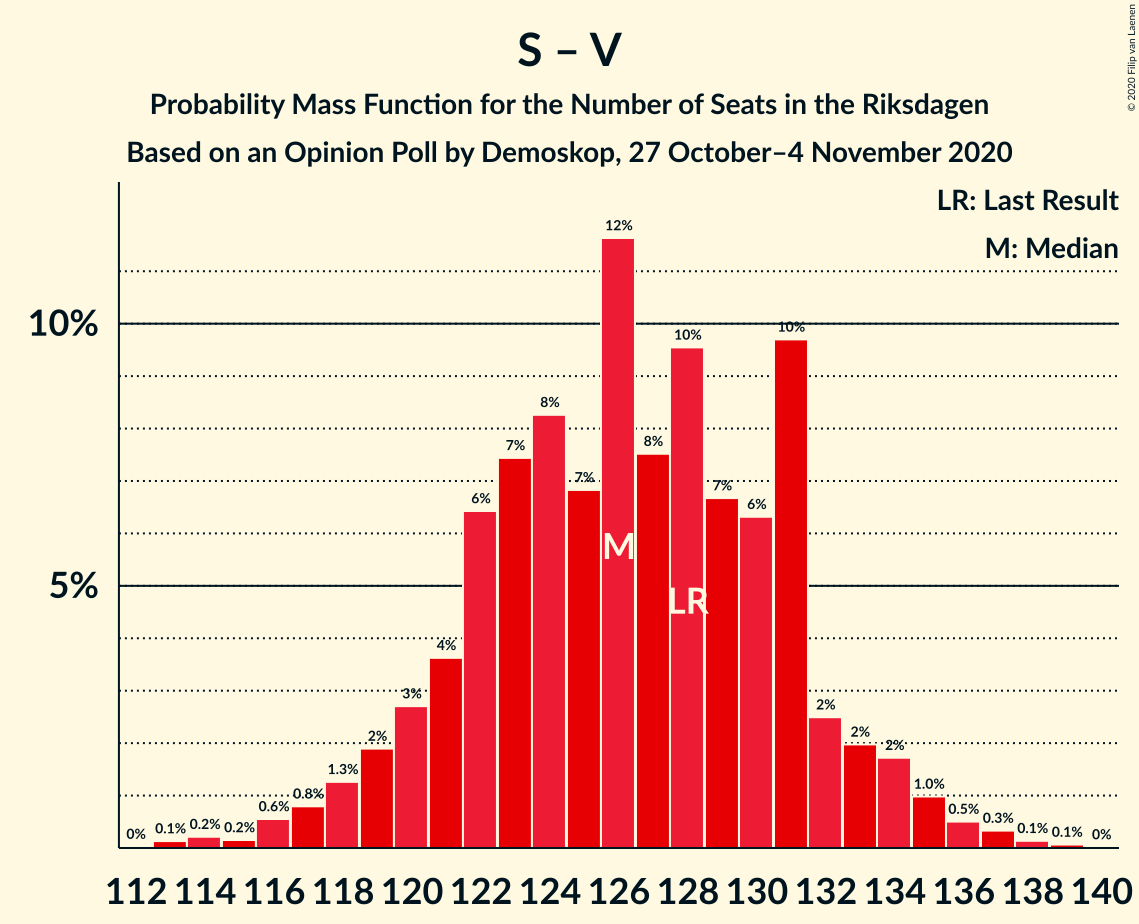 © 2020 Filip van Laenen
S – V
Probability Mass Function for the Number of Seats in the Riksdagen
Based on an Opinion Poll by Demoskop, 27 October–4 November 2020
LR: Last Result
M: Median
10%
5%
0% 0.1% 0.2% 0.2% 0.6% 0.8% 1.3% 2% 3% 4% 6% 7% 8% 7% 12% 8% 10% 7% 6% 10% 2% 2% 2% 1.0% 0.5% 0.3% 0.1% 0.1% 0%
M
LR
112 114 116 118 120 122 124 126 128 130 132 134 136 138 140